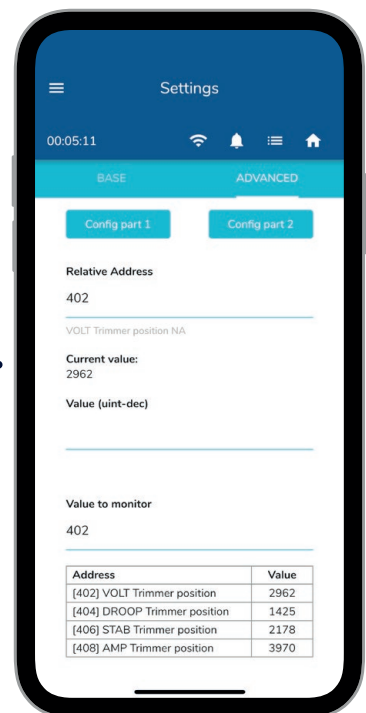 Settings
00:05:11
BASE ADVANCED
Config part 1 Config part 2
Relative Address
402
VOLT Trimmer position NA
Current value:
2962
Value (uint-dec)
Value to monitor
402
Address Value
[402] VOLT Trimmer position 2962
[404] DROOP Trimmer position 1425
[406] STAB Trimmer position 2178
[408] AMP Trimmer position 3970